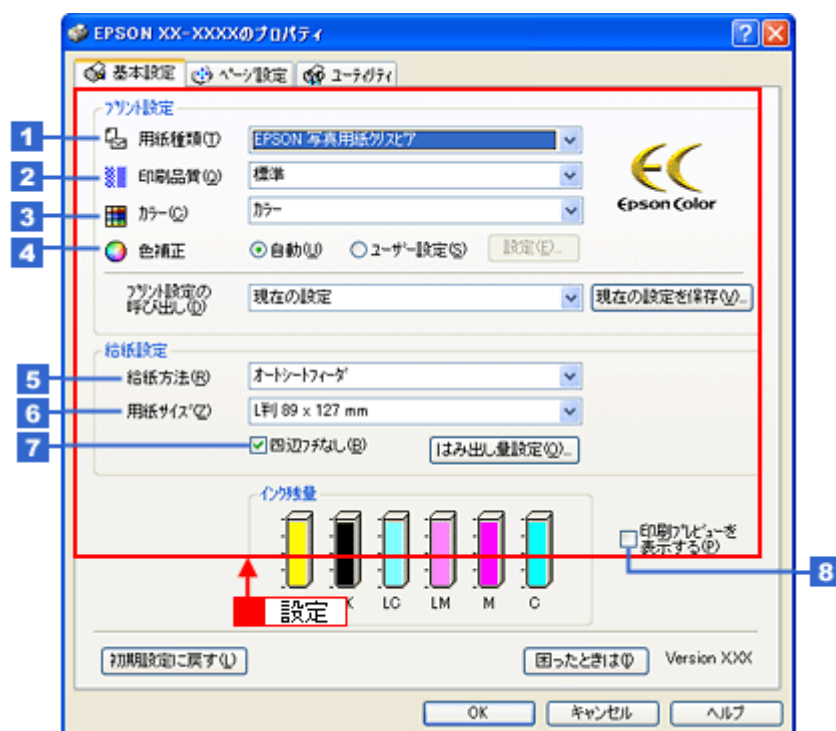 EPSON XX-XXXXのプロパティ
基本設定 ページ設定 ユーティリティ
プリント設定
1 用紙種類(T) EPSON 写真用紙クリスピア
2 印刷品質(Q) 標準
3 カラー(C) カラー
4 色補正 自動(U) ユーザー設定(S) 設定(E)...
EPSON COLOR
プリント設定の
呼び出し(D) 現在の設定 現在の設定を保存(V)...
給紙設定
5 給紙方法(R) オートシートフィーダ
6 用紙サイズ(Z) L判 89 x 127 mm
7 四辺フチなし(B) はみ出し量設定(O)...
インク残量
印刷プレビューを
表示する(P)
8
設定
K LC LM M C
初期設定に戻す(L) 困ったときは(I) Version X.XX
OK キャンセル ヘルプ